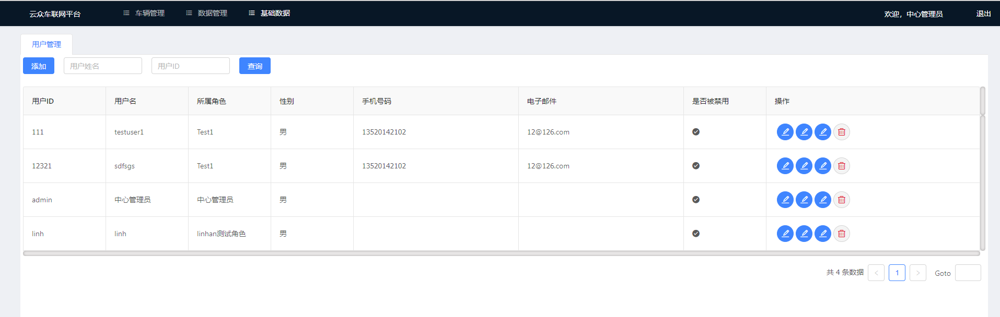 云众车联网平台 车辆管理 数据管理 基础数据 欢迎，中心管理员 退出
用户管理
添加 用户姓名 用户ID 查询
用户ID 用户名 所属角色 性别 手机号码 电子邮件 是否被禁用 操作
111 testuser1 Test1 男 13520142102 12@126.com
12321 sdfsgs Test1 男 13520142102 12@126.com
admin 中心管理员 中心管理员 男
linh linh linhan测试角色 男
共 4 条数据 < 1 > Goto